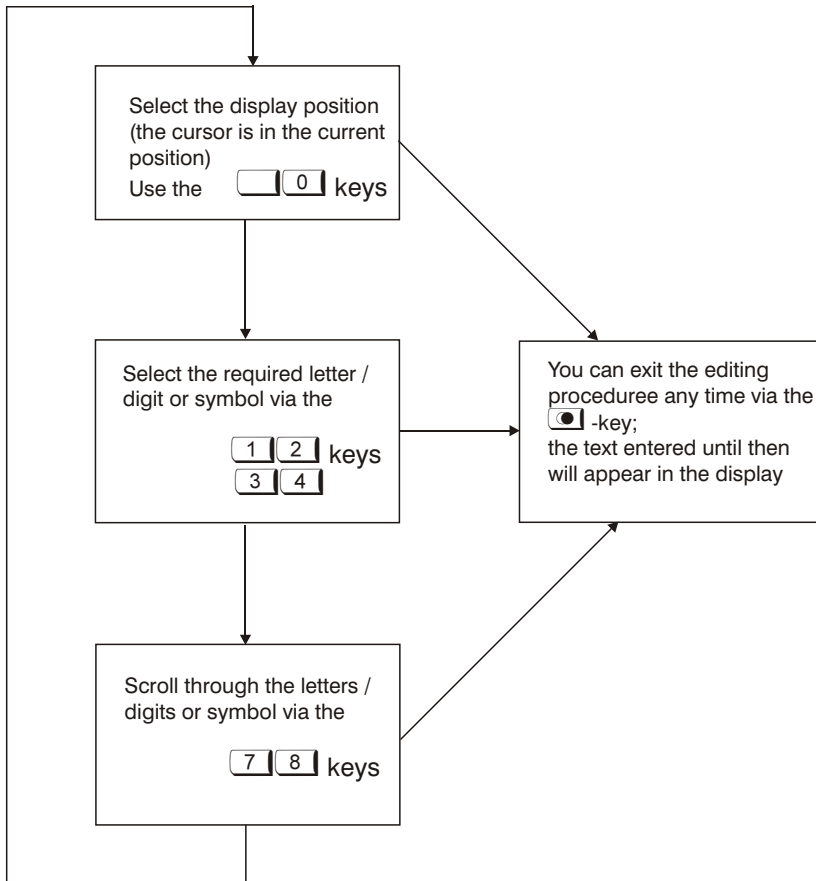 Select the display position
(the cursor is in the current
position)
Use the 0 keys
Select the required letter /
digit or symbol via the
1 2 keys
3 4
You can exit the editing
proceduree any time via the
-key;
the text entered until then
will appear in the display
Scroll through the letters /
digits or symbol via the
7 8 keys